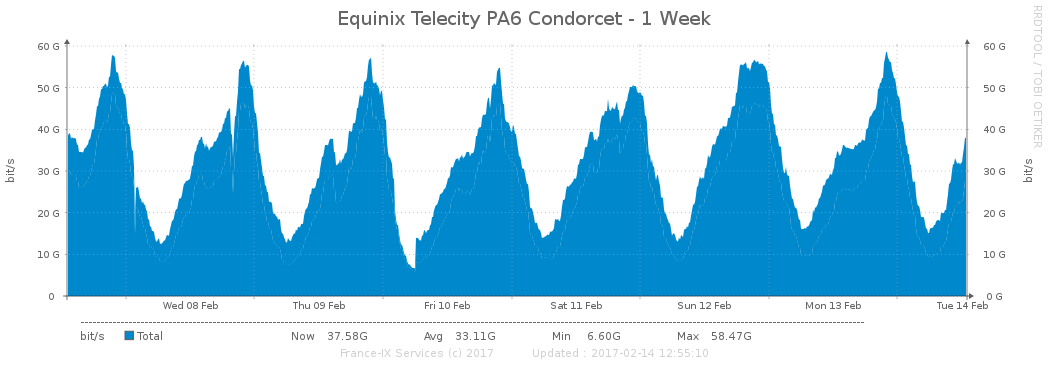 Equinix Telecity PA6 Condorcet - 1 Week
RRDTOOL / TOBI OETIKER
60 G 60 G
50 G 50 G
40 G 40 G
30 G 30 G
20 G 20 G
10 G 10 G
0 0 G
bit/s bit/s
Wed 08 Feb Thu 09 Feb Fri 10 Feb Sat 11 Feb Sun 12 Feb Mon 13 Feb Tue 14 Feb
bit/s Total Now 37.58G Avg 33.11G Min 6.60G Max 58.47G
France-IX Services (c) 2017 Updated : 2017-02-14 12:55:10